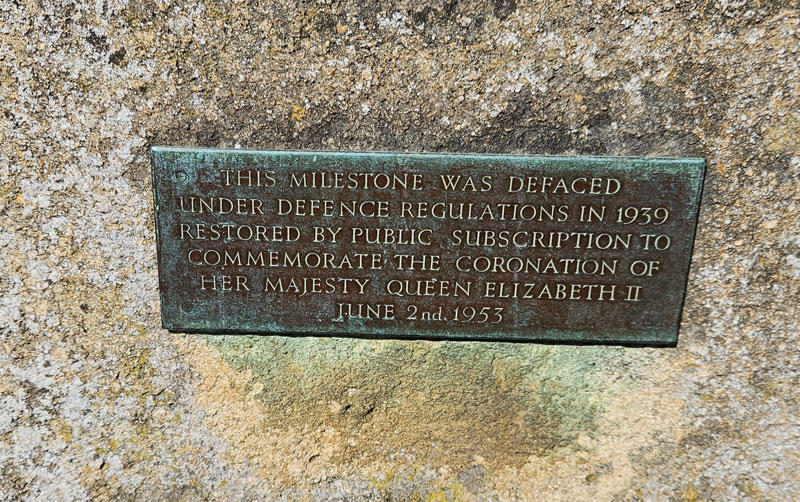 THIS MILESTONE WAS DEFACED
UNDER DEFENCE REGULATIONS IN 1939
RESTORED BY PUBLIC SUBSCRIPTION TO
COMMEMORATE THE CORONATION OF
HER MAJESTY QUEEN ELIZABETH II
JUNE 2nd. 1953